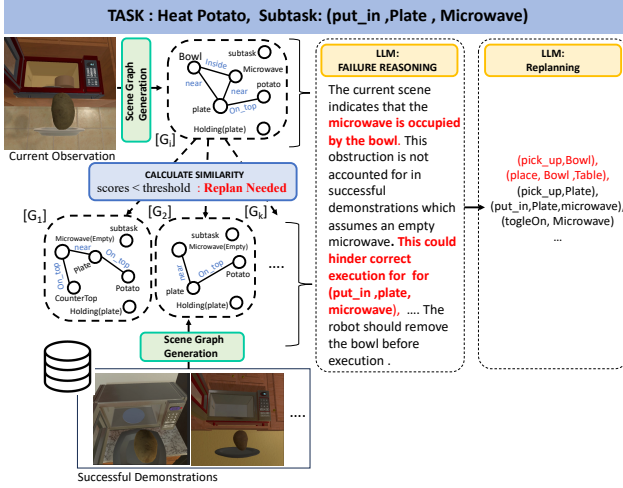 TASK : Heat Potato, Subtask: (put_in ,Plate , Microwave)
Current Observation
Scene Graph
Generation
subtask
Bowl
Inside
Microwave
near
near
potato
On_top
plate
Holding(plate)
[Gi]
CALCULATE SIMILARITY
scores < threshold : Replan Needed
[G1]
[G2]
[Gk]
subtask
Microwave(Empty)
near
On_top
Plate
On_top
Potato
CounterTop
Holding(plate)
subtask
Microwave(Empty)
near
On_top
Potato
plate
Holding(plate)
....
Scene Graph
Generation
....
Successful Demonstrations
LLM:
FAILURE REASONING
The current scene
indicates that the
microwave is occupied
by the bowl. This
obstruction is not
accounted for in
successful
demonstrations which
assumes an empty
microwave. This could
hinder correct
execution for for
(put_in ,plate,
microwave), .... The
robot should remove
the bowl before
execution .
LLM:
Replanning
(pick_up,Bowl),
(place, Bowl ,Table),
(pick_up,Plate),
(put_in,Plate,microwave),
(togleOn, Microwave)
...